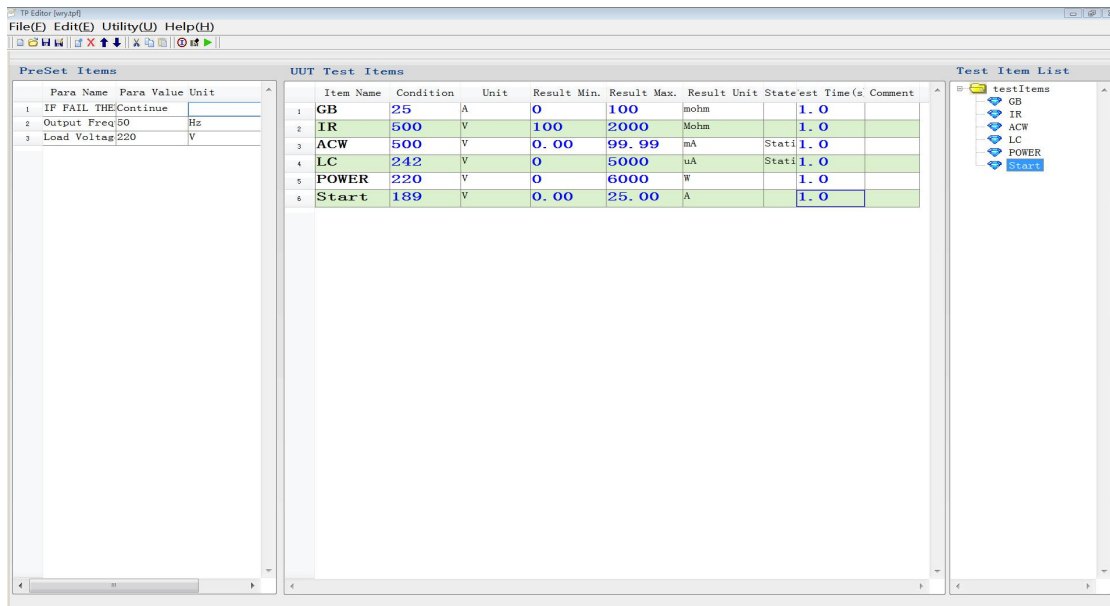 TP Editor [wry.tpf]
File(F) Edit(E) Utility(U) Help(H)
PreSet Items
Para Name Para Value Unit
1 IF FAIL THE Continue
2 Output Freq 50 Hz
3 Load Voltag 220 V
UUT Test Items
Item Name Condition Unit Result Min. Result Max. Result Unit State est Time(s Comment
1 GB 25 A 0 100 mohm 1.0
2 IR 500 V 100 2000 Mohm 1.0
3 ACW 500 V 0.00 99.99 mA Stati 1.0
4 LC 242 V 0 5000 uA Stati 1.0
5 POWER 220 V 0 6000 W 1.0
6 Start 189 V 0.00 25.00 A 1.0
Test Item List
testItems
GB
IR
ACW
LC
POWER
Start